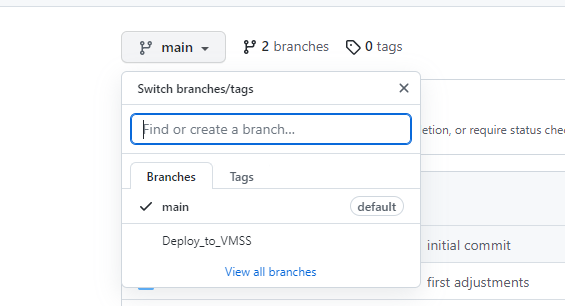 main
2 branches
0 tags
Switch branches/tags
Find or create a branch...
etion, or require status che
Branches
Tags
main
default
Deploy_to_VMSS
initial commit
View all branches
first adjustments